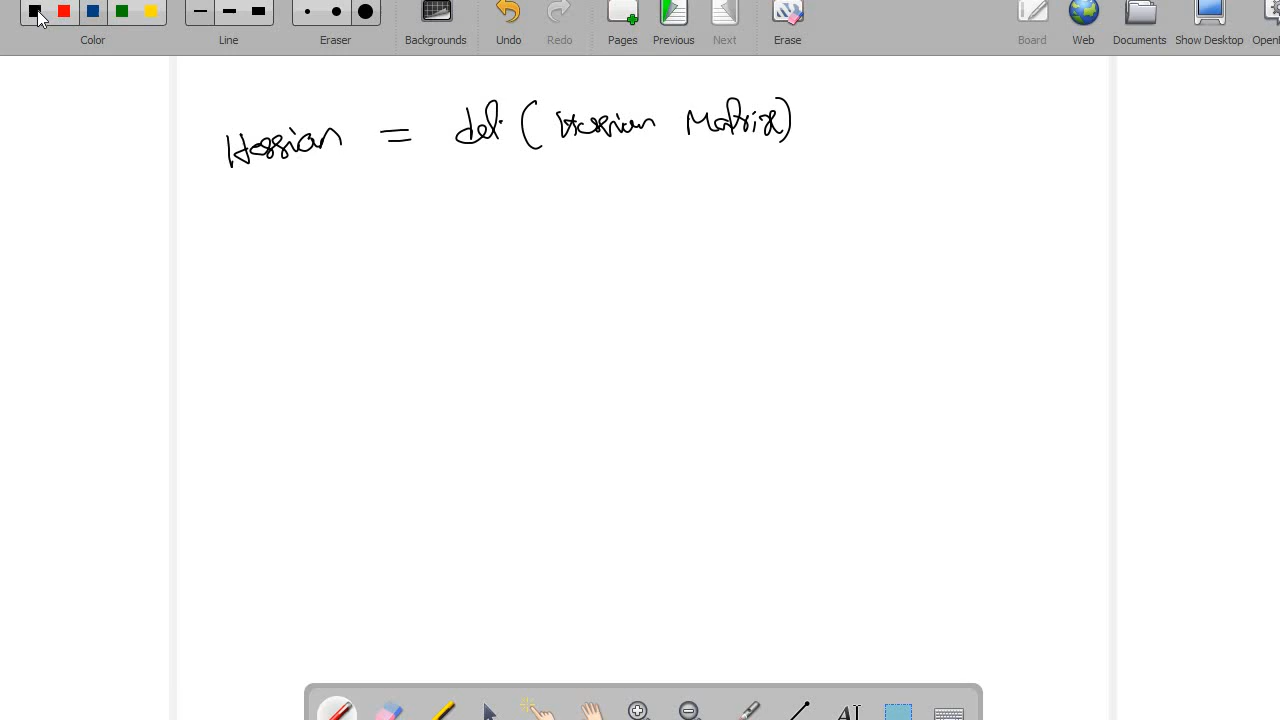 Color Line Eraser Backgrounds Undo Redo Pages Previous Next Erase Board Web Documents Show Desktop
Hessian = det (Hessian Matrix)